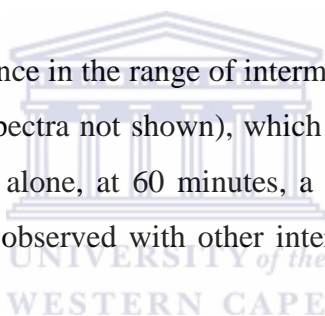 nce in the range of interm
pectra not shown), which
alone, at 60 minutes, a
observed with other inter
UNIVERSITY of the
WESTERN CAPE